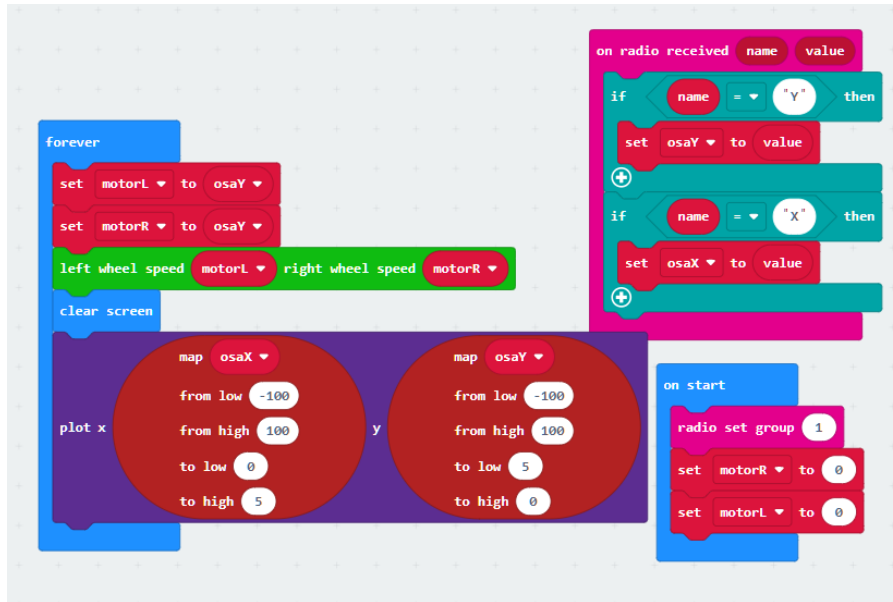 on radio received name value
if name = "Y" then
set osaY to value
if name = "X" then
set osaX to value
forever
set motorL to osaY
set motorR to osaY
left wheel speed motorL right wheel speed motorR
clear screen
plot x map osaX from low -100 from high 100 to low 0 to high 5 y map osaY from low -100 from high 100 to low 5 to high 0
on start
radio set group 1
set motorR to 0
set motorL to 0